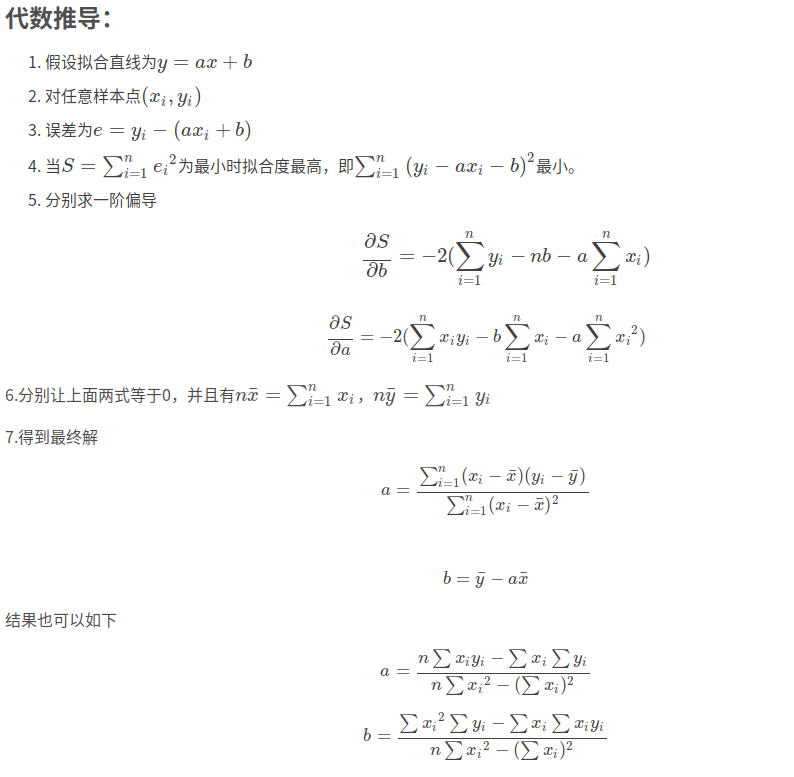 代数推导：
1. 假设拟合直线为$y = ax + b$
2. 对任意样本点$(x_i, y_i)$
3. 误差为$e = y_i - (ax_i + b)$
4. 当$S = \sum_{i=1}^{n} {e_i}^2$为最小时拟合度最高，即$\sum_{i=1}^{n} (y_i - ax_i - b)^2$最小。
5. 分别求一阶偏导
$\frac{\partial S}{\partial b} = -2(\sum_{i=1}^{n} y_i - nb - a\sum_{i=1}^{n} x_i)$
$\frac{\partial S}{\partial a} = -2(\sum_{i=1}^{n} x_i y_i - b\sum_{i=1}^{n} x_i - a\sum_{i=1}^{n} {x_i}^2)$
6.分别让上面两式等于0，并且有$n\bar{x} = \sum_{i=1}^{n} x_i$，$n\bar{y} = \sum_{i=1}^{n} y_i$
7.得到最终解
$a = \frac{\sum_{i=1}^{n}(x_i - \bar{x})(y_i - \bar{y})}{\sum_{i=1}^{n}(x_i - \bar{x})^2}$
$b = \bar{y} - a\bar{x}$
结果也可以如下
$a = \frac{n\sum x_i y_i - \sum x_i \sum y_i}{n\sum {x_i}^2 - (\sum x_i)^2}$
$b = \frac{\sum {x_i}^2 \sum y_i - \sum x_i \sum x_i y_i}{n\sum {x_i}^2 - (\sum x_i)^2}$